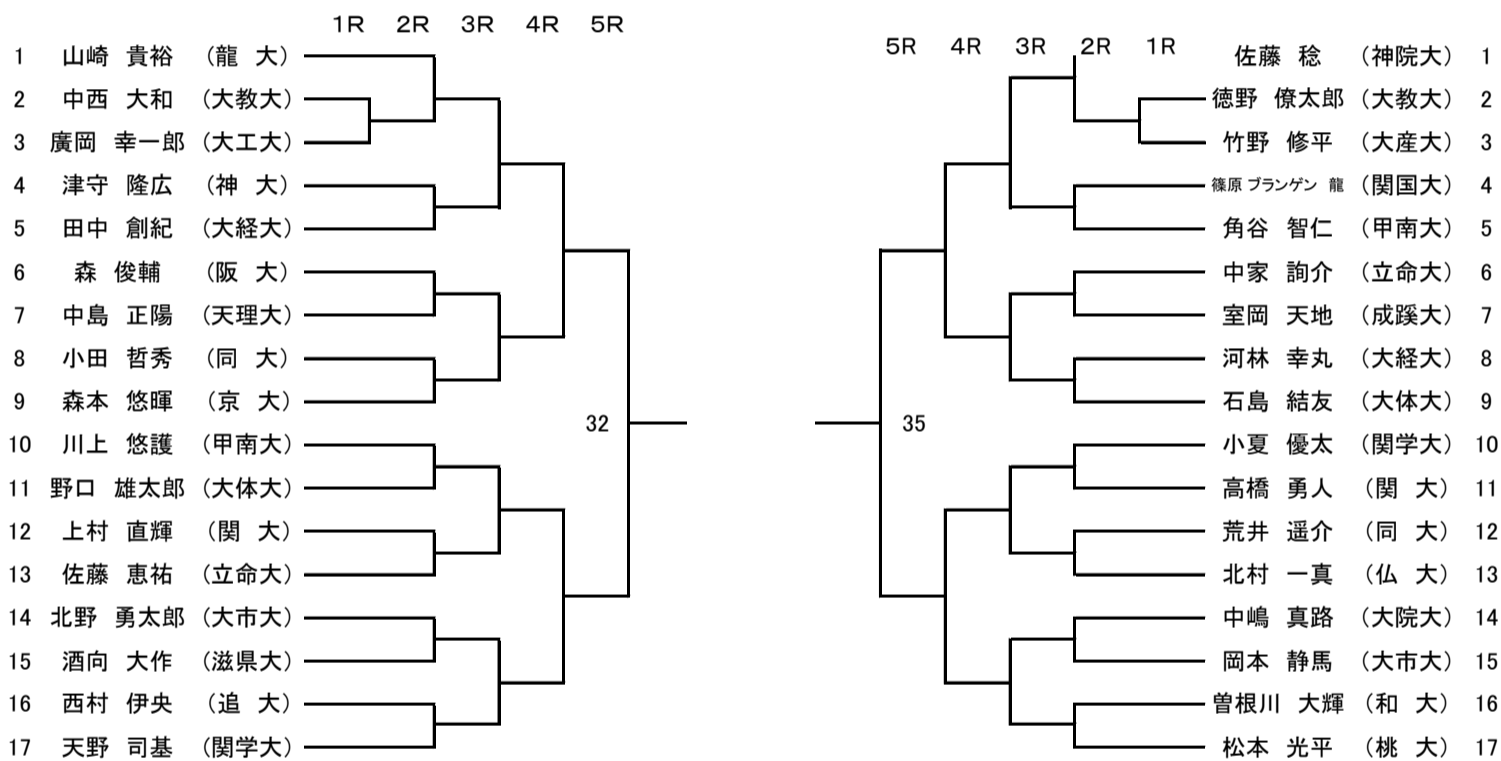 1R 2R 3R 4R 5R
1 山崎 貴裕 (龍 大)
2 中西 大和 (大教大)
3 廣岡 幸一郎 (大工大)
4 津守 隆広 (神 大)
5 田中 創紀 (大経大)
6 森 俊輔 (阪 大)
7 中島 正陽 (天理大)
8 小田 哲秀 (同 大)
9 森本 悠暉 (京 大)
10 川上 悠護 (甲南大)
11 野口 雄太郎 (大体大)
12 上村 直輝 (関 大)
13 佐藤 恵祐 (立命大)
14 北野 勇太郎 (大市大)
15 酒向 大作 (滋県大)
16 西村 伊央 (追 大)
17 天野 司基 (関学大)
32
5R 4R 3R 2R 1R
佐藤 稔 (神院大) 1
徳野 僚太郎 (大教大) 2
竹野 修平 (大産大) 3
篠原 ブランゲン 龍 (関国大) 4
角谷 智仁 (甲南大) 5
中家 詢介 (立命大) 6
室岡 天地 (成蹊大) 7
河林 幸丸 (大経大) 8
石島 結友 (大体大) 9
35
小夏 優太 (関学大) 10
高橋 勇人 (関 大) 11
荒井 遥介 (同 大) 12
北村 一真 (仏 大) 13
中嶋 真路 (大院大) 14
岡本 静馬 (大市大) 15
曽根川 大輝 (和 大) 16
松本 光平 (桃 大) 17